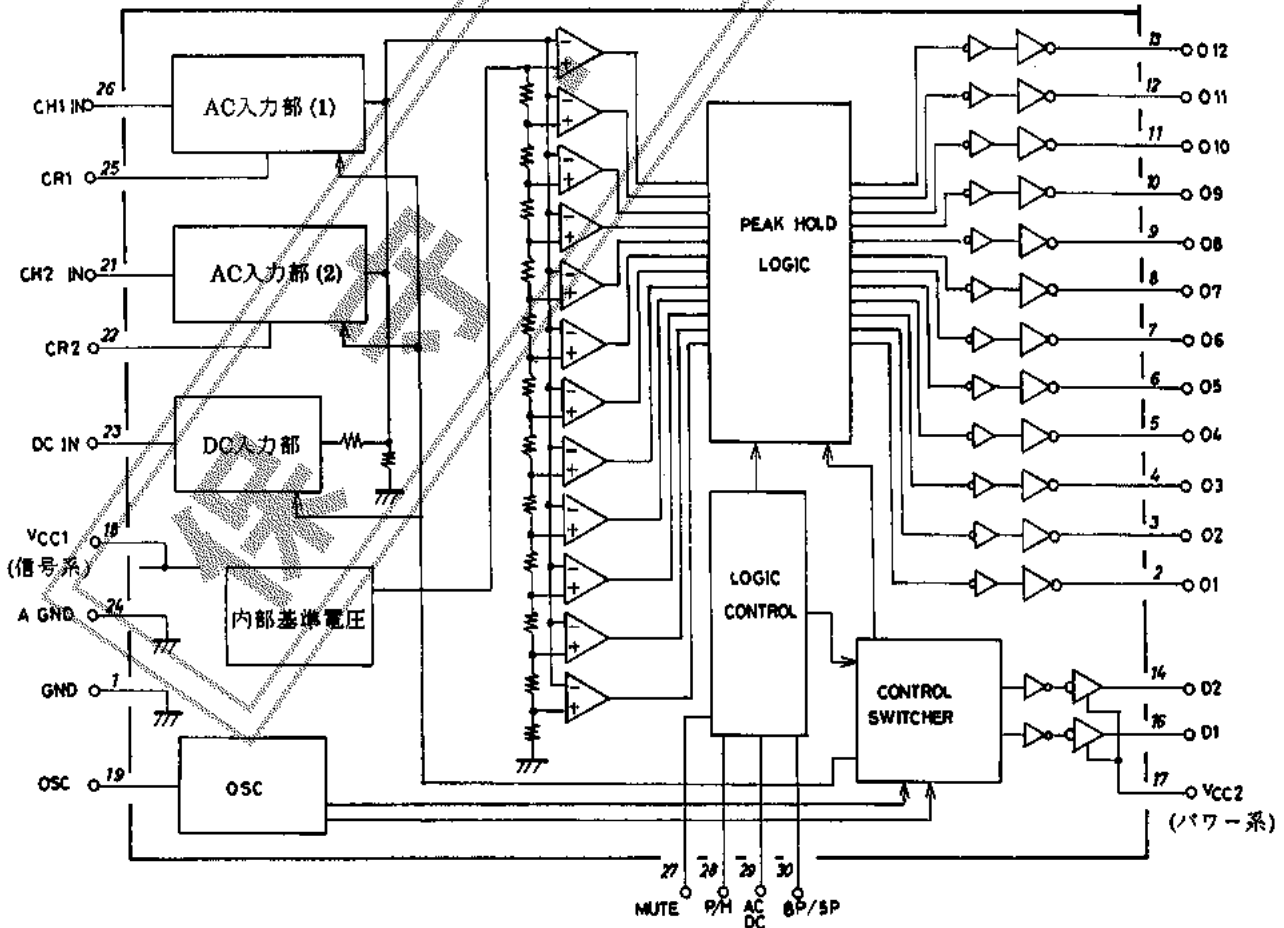 26
CH1 IN
AC入力部(1)
25
CR1
21
CH2 IN
AC入力部(2)
22
CR2
23
DC IN
DC入力部
18
VCC1
(信号系)
24
A GND
内部基準電圧
1
GND
19
OSC
OSC
PEAK HOLD
LOGIC
LOGIC
CONTROL
CONTROL
SWITCHER
13 O12
12 O11
11 O10
10 O9
9 O8
8 O7
7 O6
6 O5
5 O4
4 O3
3 O2
2 O1
14 D2
16 D1
17 VCC2
(パワー系)
27 28 29 30
MUTE P/H AC
DC
8P/5P
保存